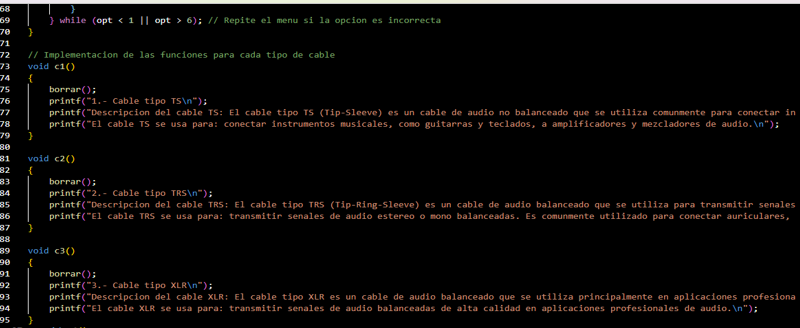 68 }
69 } while (opt < 1 || opt > 6); // Repite el menu si la opcion es incorrecta
70 }
71
72 // Implementacion de las funciones para cada tipo de cable
73 void c1()
74 {
75 borrar();
76 printf("1.- Cable tipo TS\n");
77 printf("Descripcion del cable TS: El cable tipo TS (Tip-Sleeve) es un cable de audio no balanceado que se utiliza comunmente para conectar in
78 printf("El cable TS se usa para: conectar instrumentos musicales, como guitarras y teclados, a amplificadores y mezcladores de audio.\n");
79 }
80
81 void c2()
82 {
83 borrar();
84 printf("2.- Cable tipo TRS\n");
85 printf("Descripcion del cable TRS: El cable tipo TRS (Tip-Ring-Sleeve) es un cable de audio balanceado que se utiliza para transmitir senales
86 printf("El cable TRS se usa para: transmitir senales de audio estereo o mono balanceadas. Es comunmente utilizado para conectar auriculares,
87 }
88
89 void c3()
90 {
91 borrar();
92 printf("3.- Cable tipo XLR\n");
93 printf("Descripcion del cable XLR: El cable tipo XLR es un cable de audio balanceado que se utiliza principalmente en aplicaciones profesiona
94 printf("El cable XLR se usa para: transmitir senales de audio balanceadas de alta calidad en aplicaciones profesionales de audio.\n");
95 }